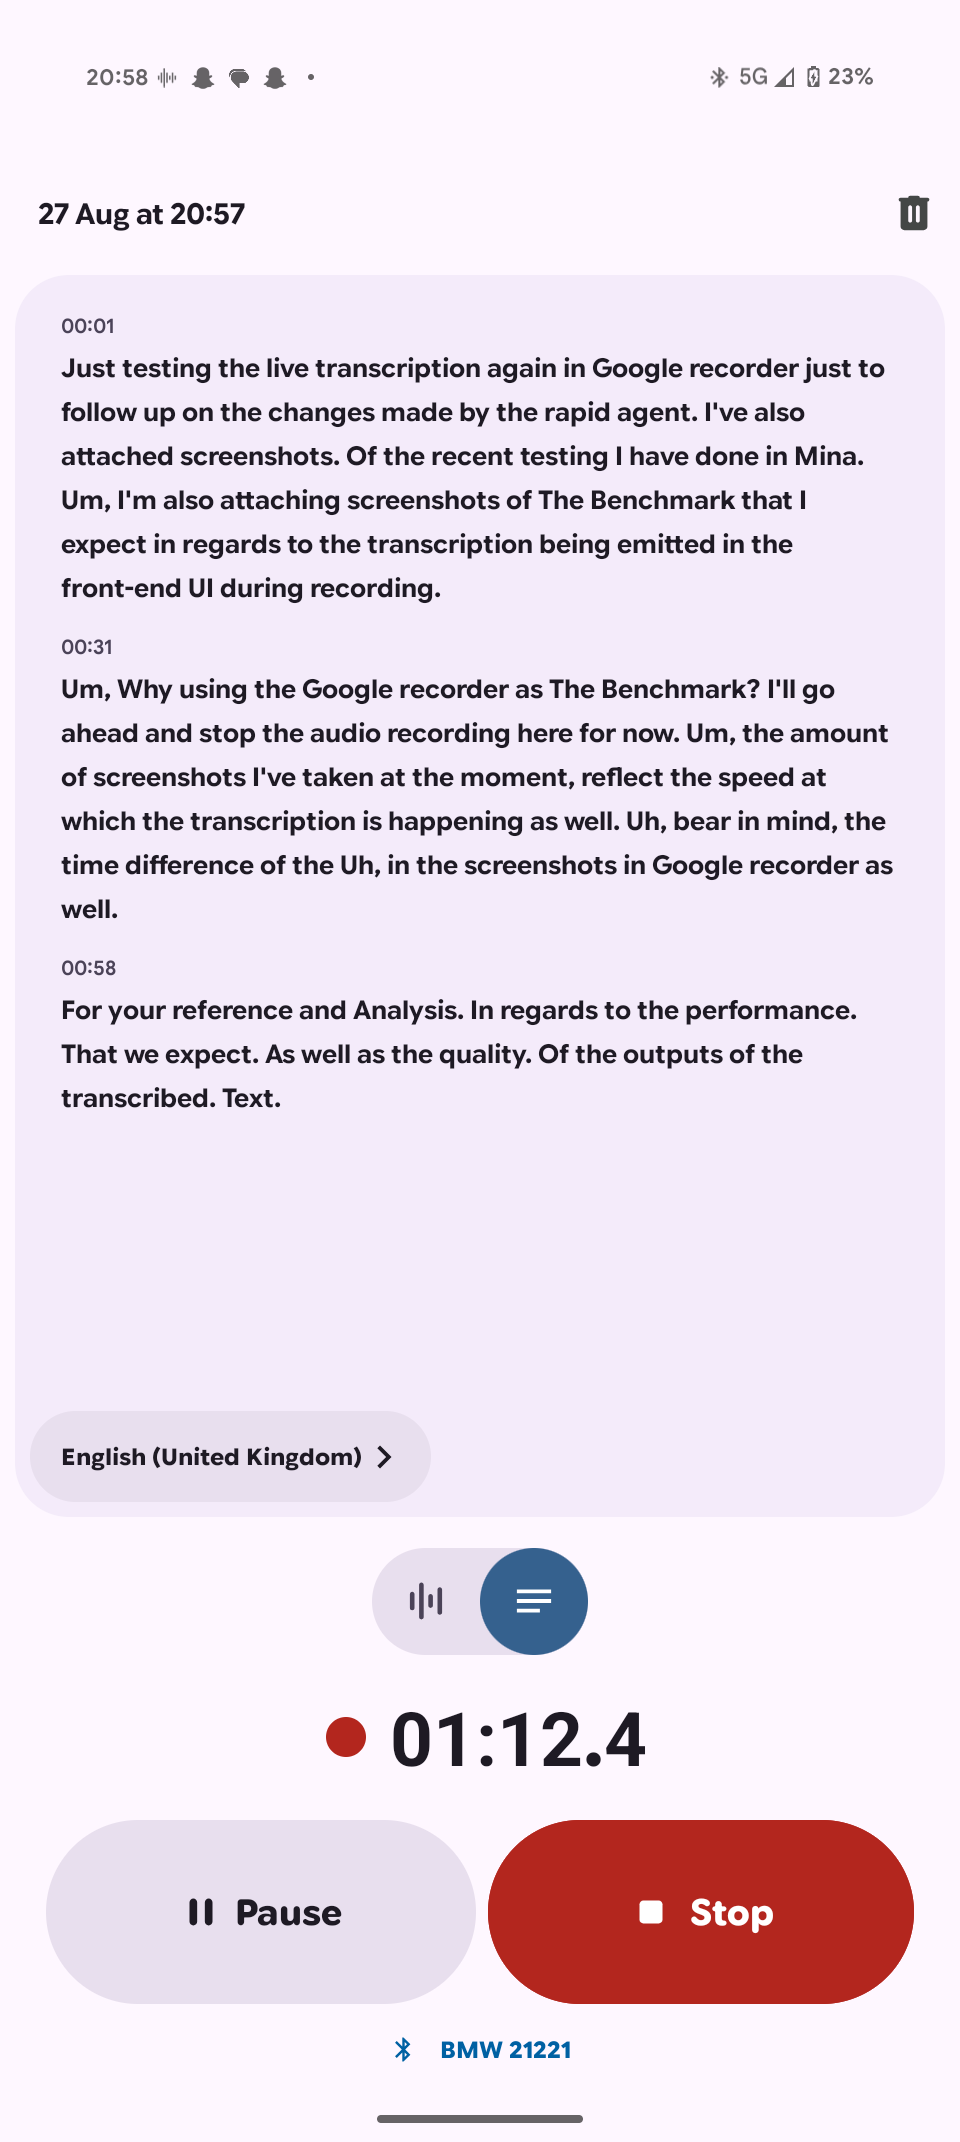 20:58
5G 23%
27 Aug at 20:57
00:01
Just testing the live transcription again in Google recorder just to
follow up on the changes made by the rapid agent. I've also
attached screenshots. Of the recent testing I have done in Mina.
Um, I'm also attaching screenshots of The Benchmark that I
expect in regards to the transcription being emitted in the
front-end UI during recording.
00:31
Um, Why using the Google recorder as The Benchmark? I'll go
ahead and stop the audio recording here for now. Um, the amount
of screenshots I've taken at the moment, reflect the speed at
which the transcription is happening as well. Uh, bear in mind, the
time difference of the Uh, in the screenshots in Google recorder as
well.
00:58
For your reference and Analysis. In regards to the performance.
That we expect. As well as the quality. Of the outputs of the
transcribed. Text.
English (United Kingdom)
01:12.4
Pause
Stop
BMW 21221